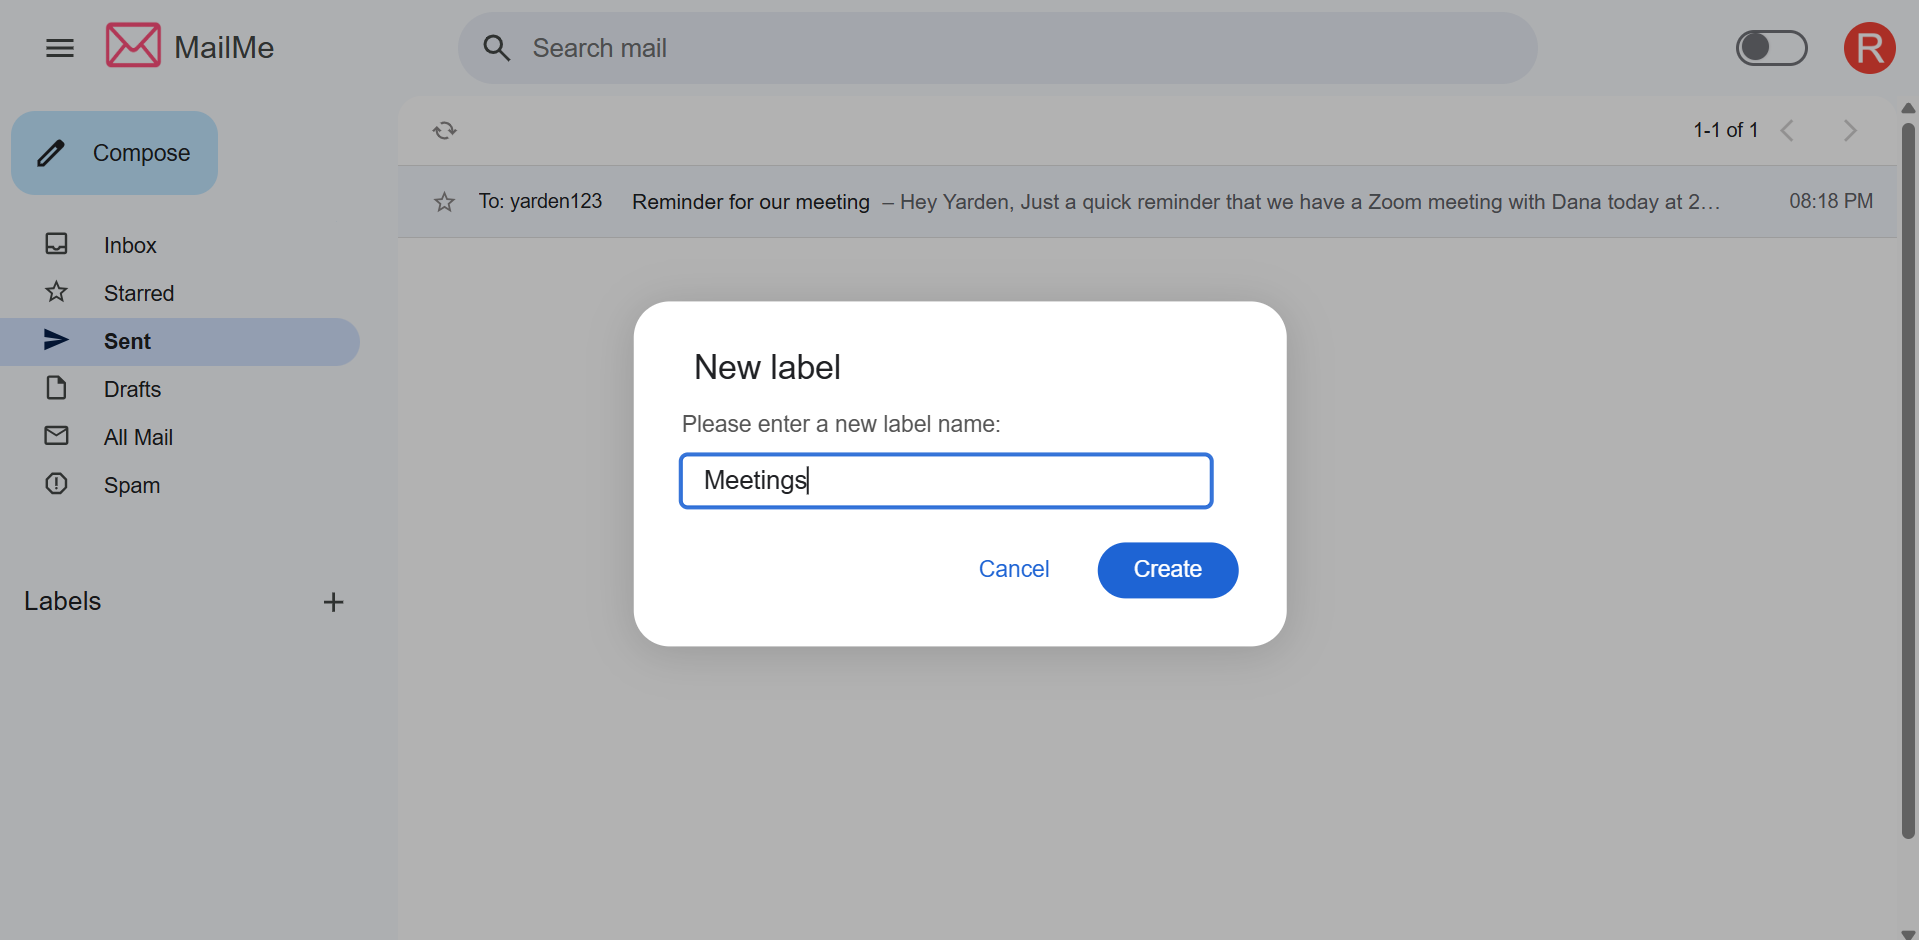 MailMe
Search mail
R
Compose
1-1 of 1
To: yarden123 Reminder for our meeting – Hey Yarden, Just a quick reminder that we have a Zoom meeting with Dana today at 2… 08:18 PM
Inbox
Starred
Sent
Drafts
All Mail
Spam
Labels
New label
Please enter a new label name:
Meetings
Cancel
Create